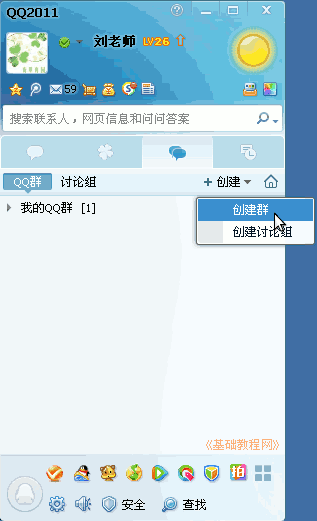 QQ2011
刘老师 LV26
59
搜索联系人，网页信息和问问答案
QQ群 讨论组 + 创建
创建群
创建讨论组
我的QQ群 [1]
《基础教程网》
拍
安全 查找